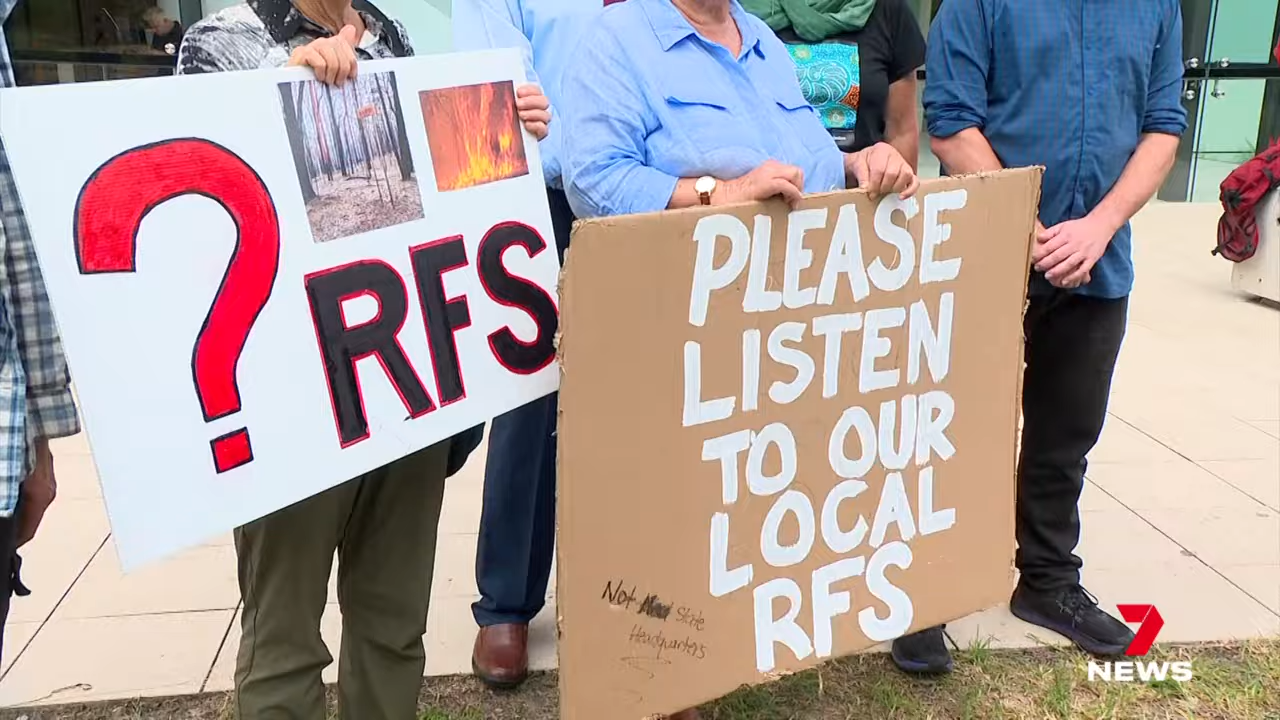 ? RFS
PLEASE
LISTEN
TO OUR
LOCAL
RFS
Not State
Headquarters
7
NEWS